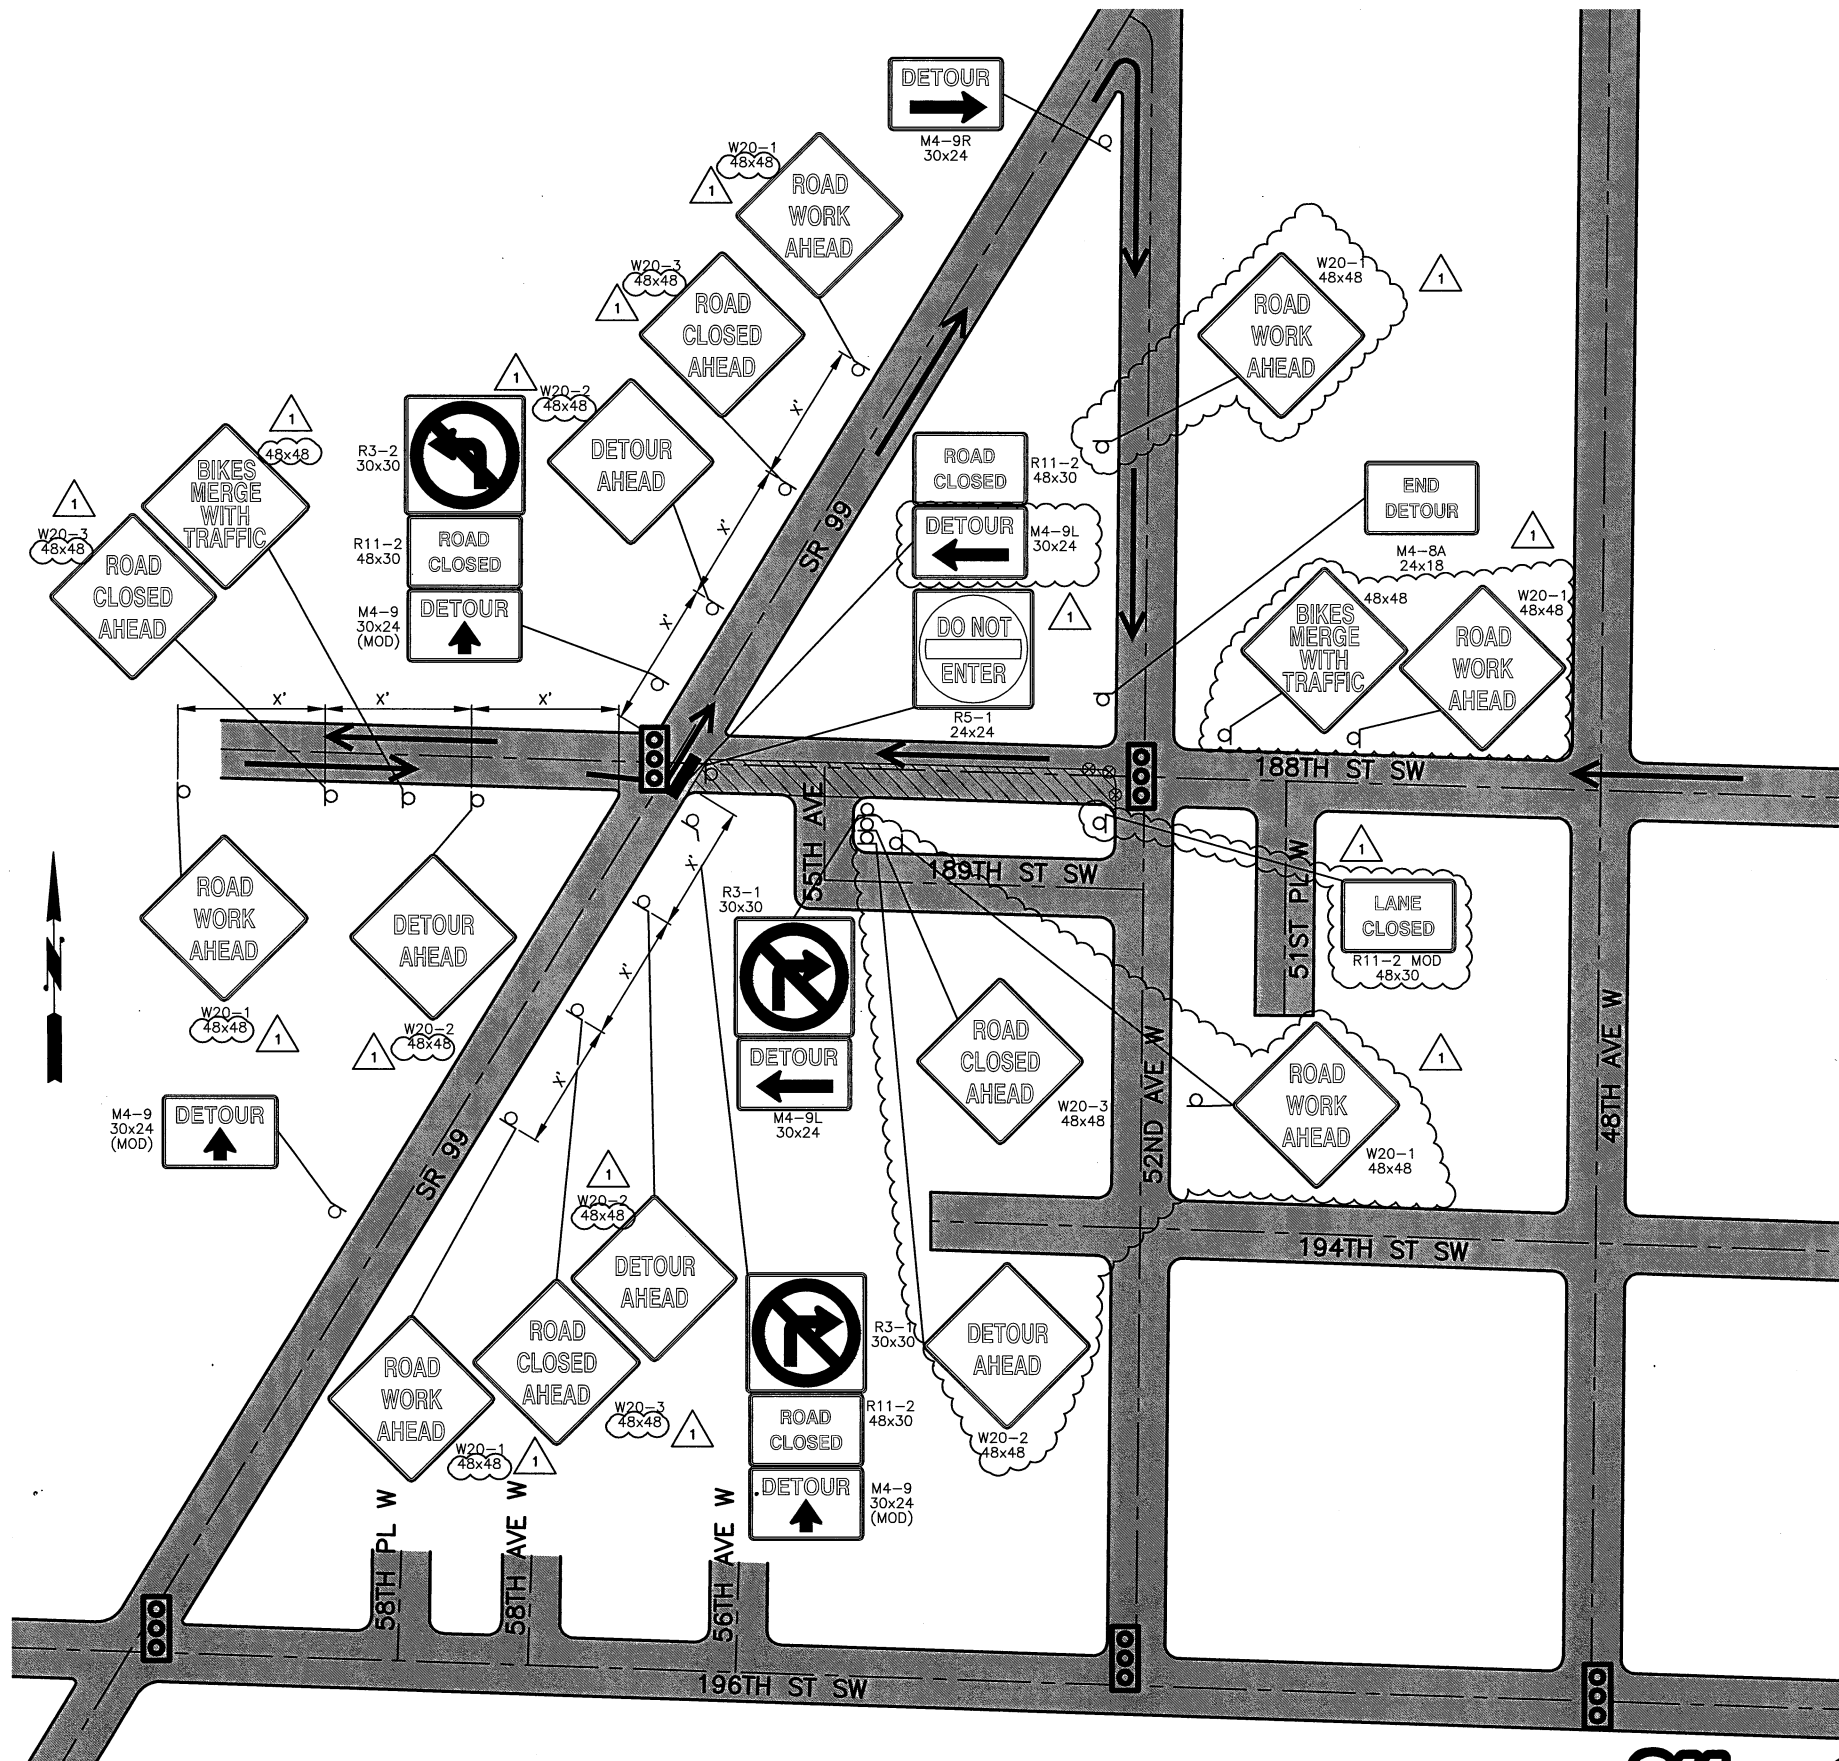 DETOUR
M4-9R
30x24
W20-1
48x48
1
ROAD
WORK
AHEAD
W20-3
48x48
1
ROAD
CLOSED
AHEAD
W20-1
48x48
1
ROAD
WORK
AHEAD
1
W20-2
48x48
DETOUR
AHEAD
R3-2
30x30
R11-2
48x30
ROAD
CLOSED
M4-9
30x24
(MOD)
DETOUR
1
48x48
BIKES
MERGE
WITH
TRAFFIC
1
W20-3
48x48
ROAD
CLOSED
AHEAD
X'
X'
X'
X'
X'
X'
SR 99
ROAD
CLOSED
R11-2
48x30
DETOUR
M4-9L
30x24
DO NOT
ENTER
1
R5-1
24x24
END
DETOUR
M4-8A
24x18
1
BIKES
MERGE
WITH
TRAFFIC
48x48
W20-1
48x48
ROAD
WORK
AHEAD
188TH ST SW
55TH AVE
189TH ST SW
51ST PL W
1
LANE
CLOSED
R11-2 MOD
48x30
N
ROAD
WORK
AHEAD
W20-1
48x48
1
DETOUR
AHEAD
W20-2
48x48
1
X'
X'
X'
R3-1
30x30
DETOUR
M4-9L
30x24
ROAD
CLOSED
AHEAD
W20-3
48x48
52ND AVE W
ROAD
WORK
AHEAD
W20-1
48x48
1
48TH AVE W
M4-9
30x24
(MOD)
DETOUR
SR 99
194TH ST SW
1
W20-2
48x48
DETOUR
AHEAD
ROAD
CLOSED
AHEAD
W20-3
48x48
1
ROAD
WORK
AHEAD
W20-1
48x48
1
R3-1
30x30
ROAD
CLOSED
R11-2
48x30
DETOUR
M4-9
30x24
(MOD)
DETOUR
AHEAD
W20-2
48x48
58TH PL W
58TH AVE W
56TH AVE W
196TH ST SW